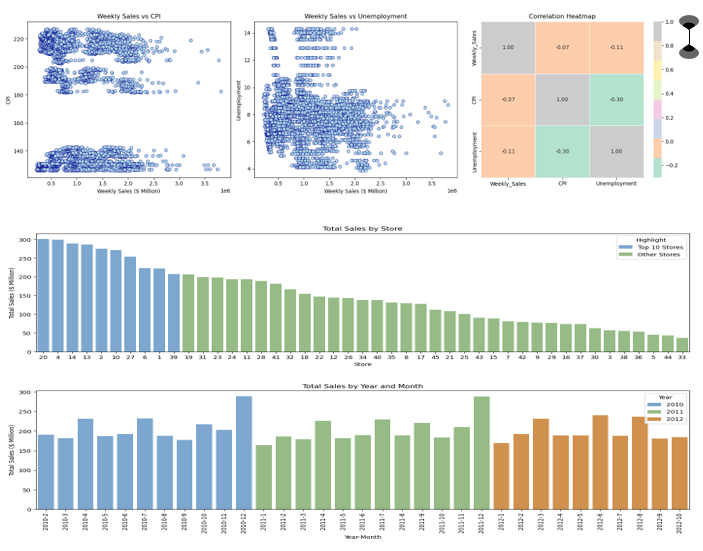 Weekly Sales vs CPI
220
200
180
160
140
CPI
0.5 1.0 1.5 2.0 2.5 3.0 3.5
1e6
Weekly Sales ($ Million)
Weekly Sales vs Unemployment
14
12
10
8
6
4
Unemployment
0.5 1.0 1.5 2.0 2.5 3.0 3.5
1e6
Weekly Sales ($ Million)
Correlation Heatmap
Weekly_Sales
CPI
Unemployment
1.00 -0.07 -0.11
-0.07 1.00 -0.30
-0.11 -0.30 1.00
Weekly_Sales CPI Unemployment
1.0
0.8
0.6
0.4
0.2
0.0
−0.2
Total Sales by Store
Total Sales ($ Million)
300
250
200
150
100
50
0
Highlight
Top 10 Stores
Other Stores
20 4 14 13 2 10 27 6 1 39 19 31 23 24 11 28 41 32 18 22 12 26 34 40 35 8 17 45 21 25 43 15 7 42 9 29 16 37 30 3 38 36 5 44 33
Store
Total Sales by Year and Month
Total Sales ($ Million)
300
250
200
150
100
50
0
Year
2010
2011
2012
2010-2 2010-3 2010-4 2010-5 2010-6 2010-7 2010-8 2010-9 2010-10 2010-11 2010-12 2011-1 2011-2 2011-3 2011-4 2011-5 2011-6 2011-7 2011-8 2011-9 2011-10 2011-11 2011-12 2012-1 2012-2 2012-3 2012-4 2012-5 2012-6 2012-7 2012-8 2012-9 2012-10
Year-Month